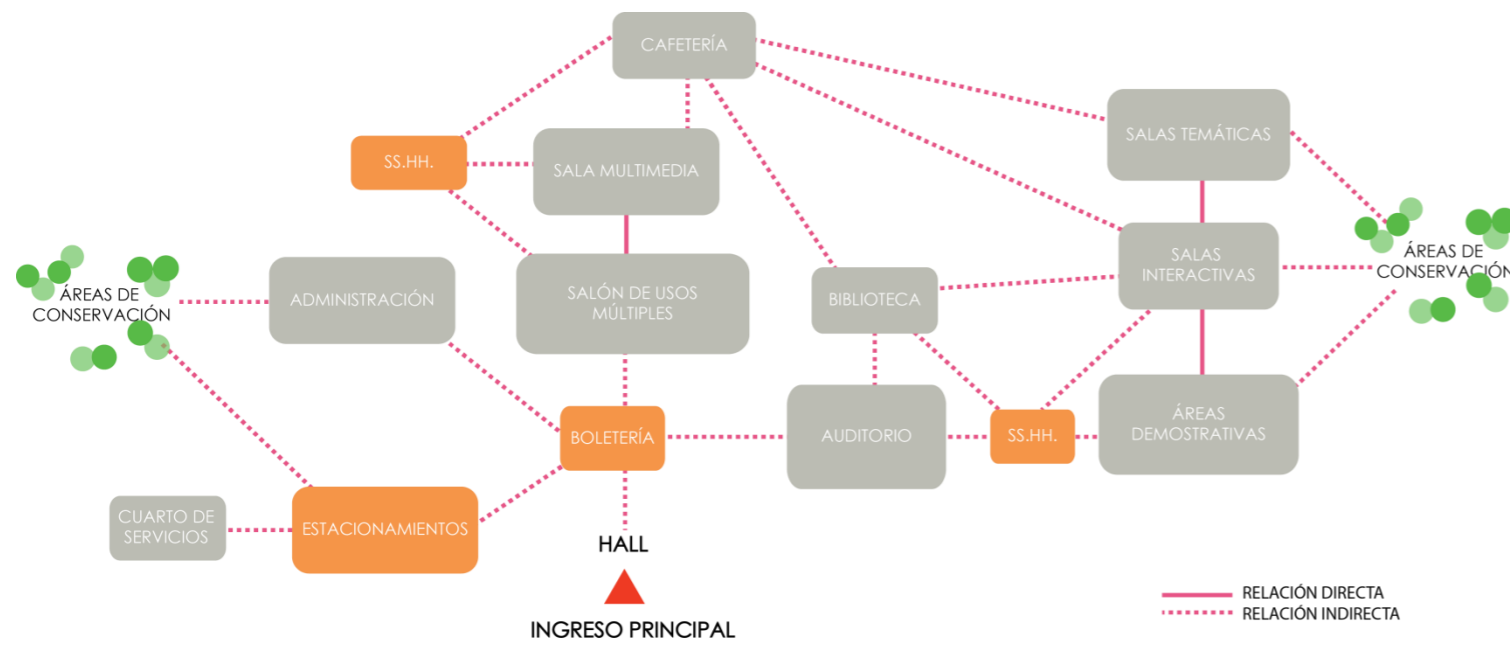 CAFETERÍA
SALAS TEMÁTICAS
SS.HH.
SALA MULTIMEDIA
ÁREAS DE
CONSERVACIÓN
ADMINISTRACIÓN
SALÓN DE USOS
MÚLTIPLES
BIBLIOTECA
SALAS
INTERACTIVAS
ÁREAS DE
CONSERVACIÓN
BOLETERÍA
AUDITORIO
SS.HH.
ÁREAS
DEMOSTRATIVAS
CUARTO DE
SERVICIOS
ESTACIONAMIENTOS
HALL
INGRESO PRINCIPAL
RELACIÓN DIRECTA
RELACIÓN INDIRECTA